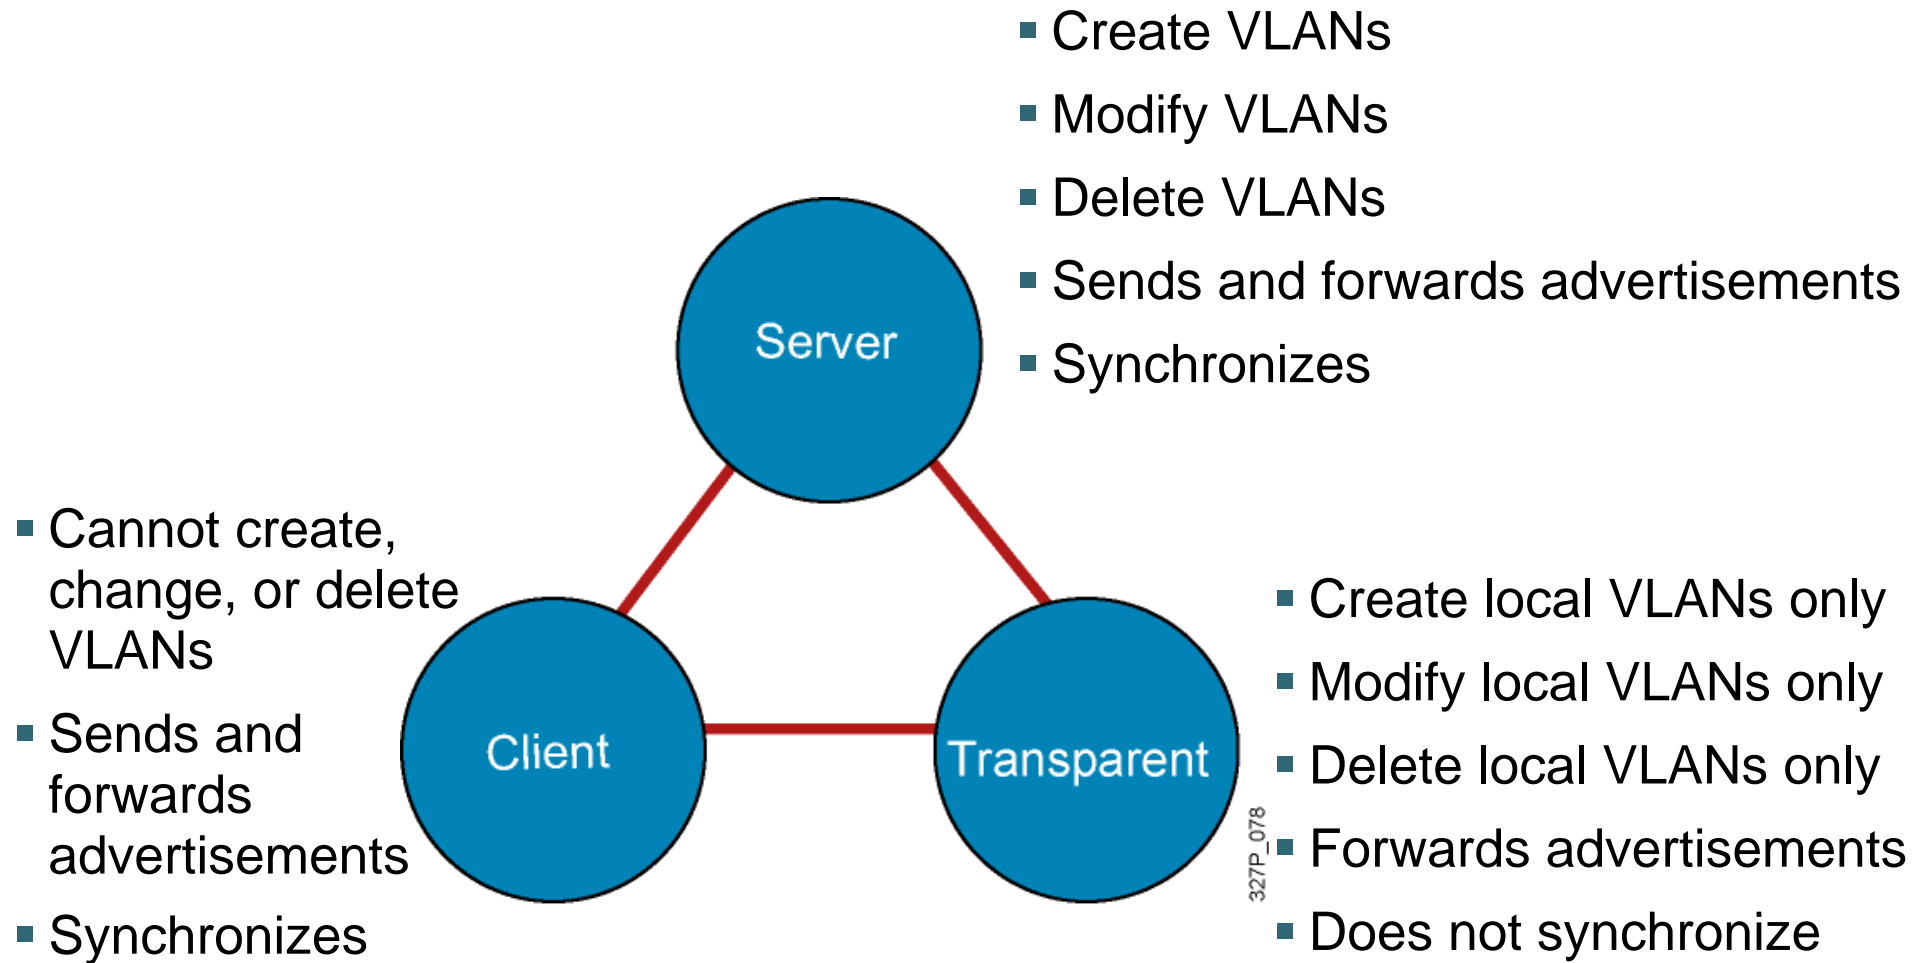 Create VLANs
Modify VLANs
Delete VLANs
Sends and forwards advertisements
Synchronizes
Server
Cannot create,
change, or delete
VLANs
Sends and
forwards
advertisements
Synchronizes
Client
Transparent
Create local VLANs only
Modify local VLANs only
Delete local VLANs only
Forwards advertisements
Does not synchronize
327P_078